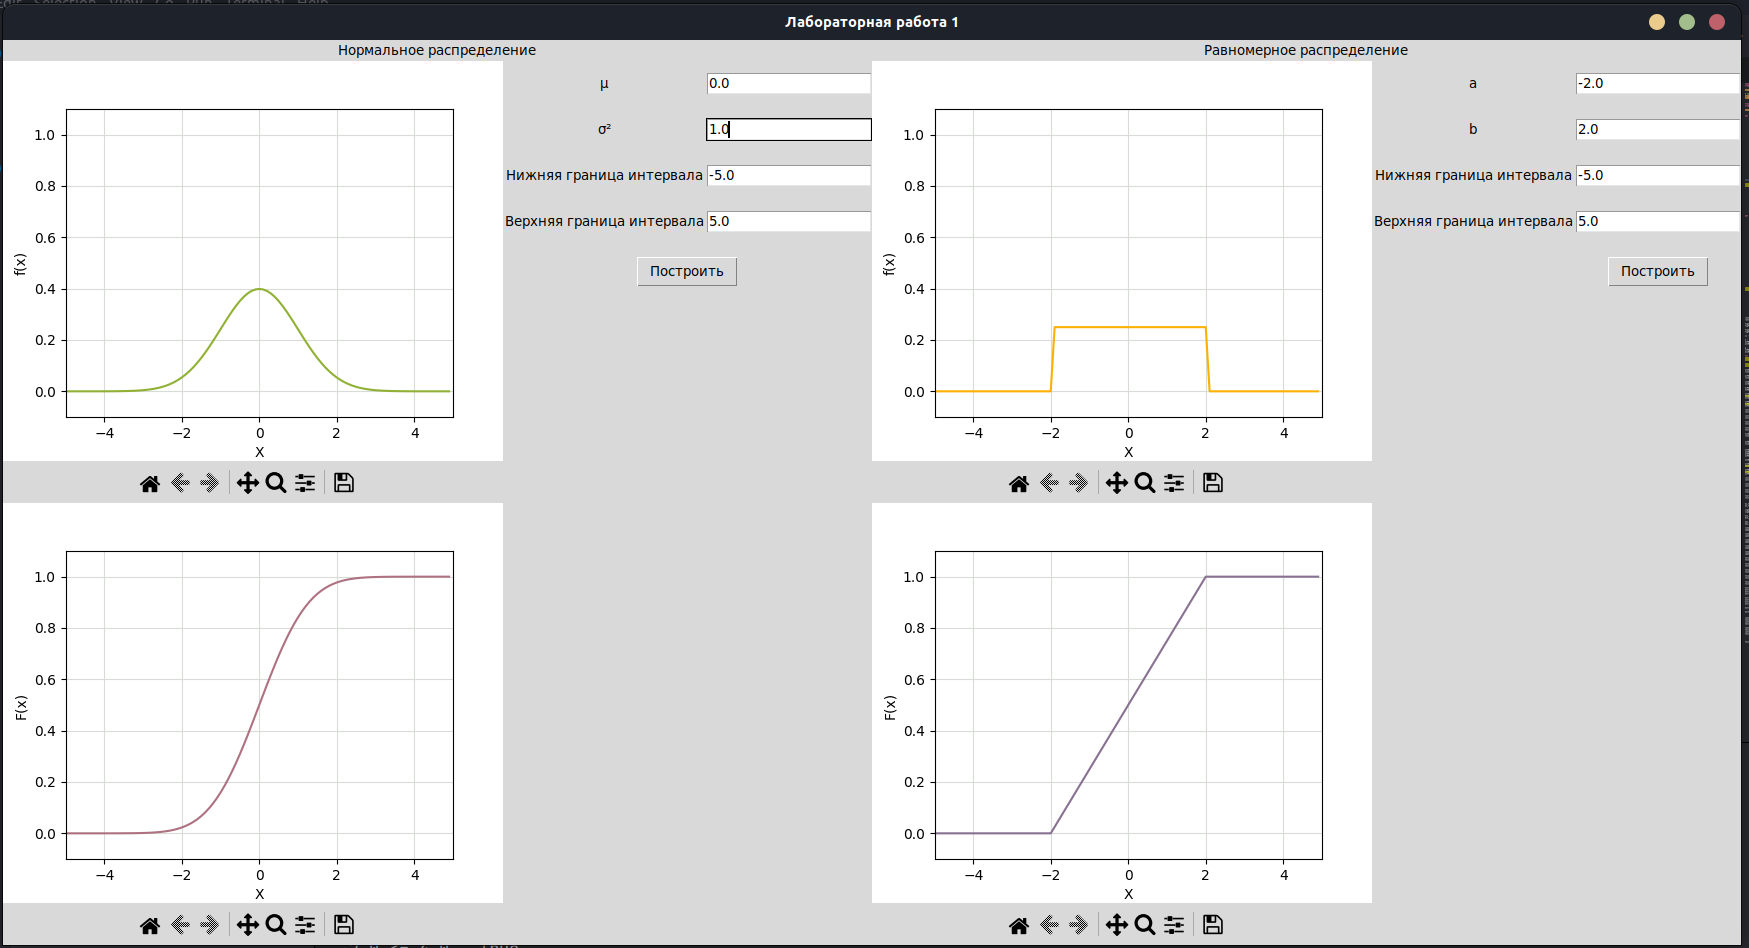 Лабораторная работа 1
Нормальное распределение
μ 0.0
σ² 1.0
Нижняя граница интервала -5.0
Верхняя граница интервала 5.0
Построить
1.0
0.8
0.6
0.4
0.2
0.0
f(x)
−4 −2 0 2 4
X
1.0
0.8
0.6
0.4
0.2
0.0
F(x)
−4 −2 0 2 4
X
Равномерное распределение
a -2.0
b 2.0
Нижняя граница интервала -5.0
Верхняя граница интервала 5.0
Построить
1.0
0.8
0.6
0.4
0.2
0.0
f(x)
−4 −2 0 2 4
X
1.0
0.8
0.6
0.4
0.2
0.0
F(x)
−4 −2 0 2 4
X